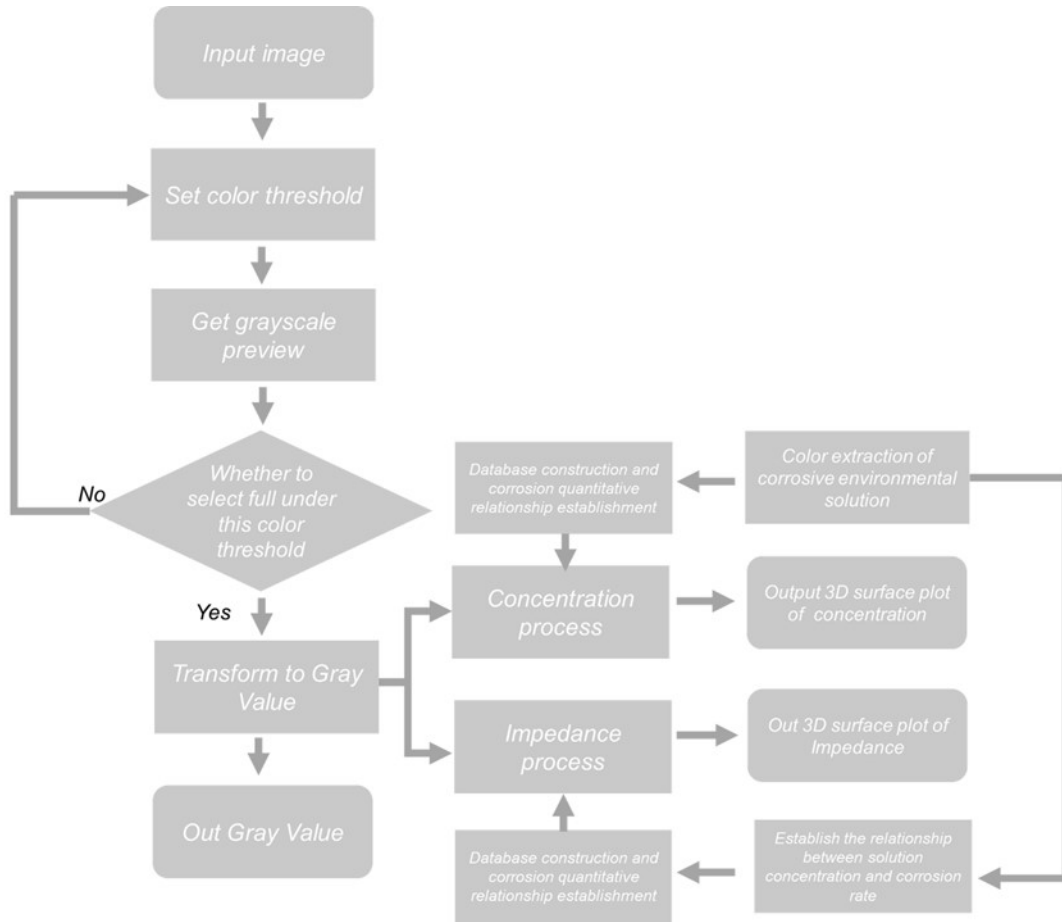 Input image
Set color threshold
Get grayscale
preview
Whether to
select full under
this color
threshold
No
Yes
Transform to Gray
Value
Out Gray Value
Database construction and
corrosion quantitative
relationship establishment
Color extraction of
corrosive environmental
solution
Concentration
process
Output 3D surface plot
of concentration
Impedance
process
Out 3D surface plot of
Impedance
Database construction and
corrosion quantitative
relationship establishment
Establish the relationship
between solution
concentration and corrosion
rate